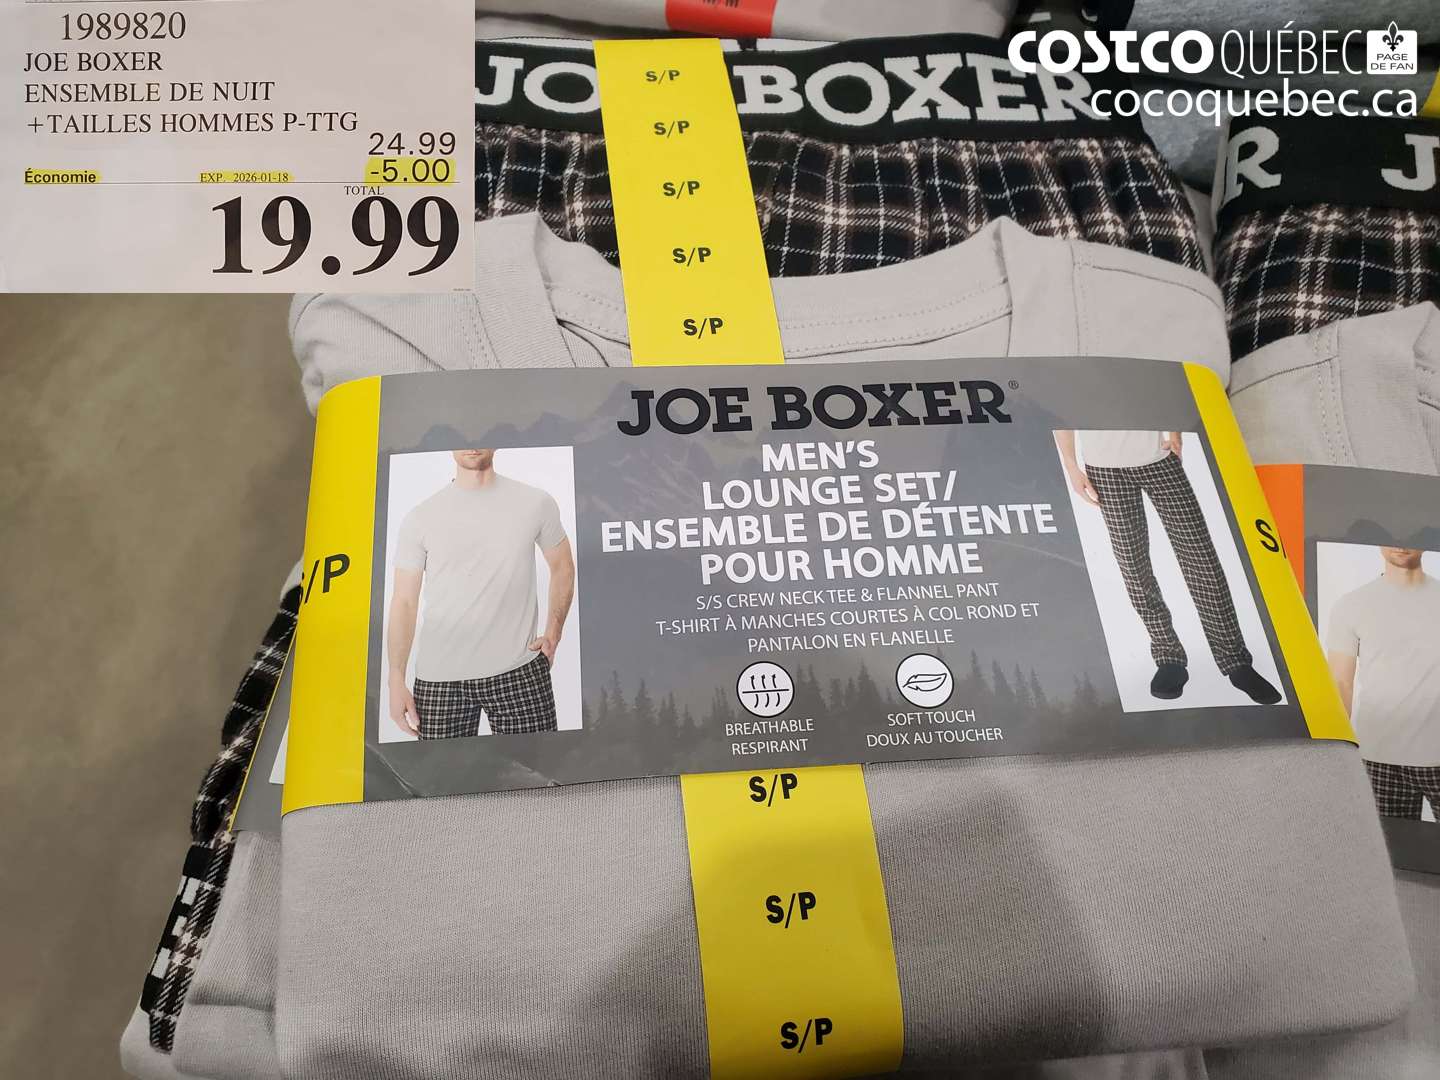 1989820
JOE BOXER
ENSEMBLE DE NUIT
+TAILLES HOMMES P-TTG
24.99
Économie EXP. 2026-01-18 -5.00
TOTAL
19.99
COSTCO QUÉBEC PAGE DE FAN
cocoquebec.ca
JOE BOXER
R J
S/P
S/P
S/P
S/P
S/P
JOE BOXER®
MEN'S
LOUNGE SET/
ENSEMBLE DE DÉTENTE
POUR HOMME
S/S CREW NECK TEE & FLANNEL PANT
T-SHIRT À MANCHES COURTES À COL ROND ET
PANTALON EN FLANELLE
BREATHABLE
RESPIRANT
SOFT TOUCH
DOUX AU TOUCHER
S/P
S/
S/P
S/P
S/P